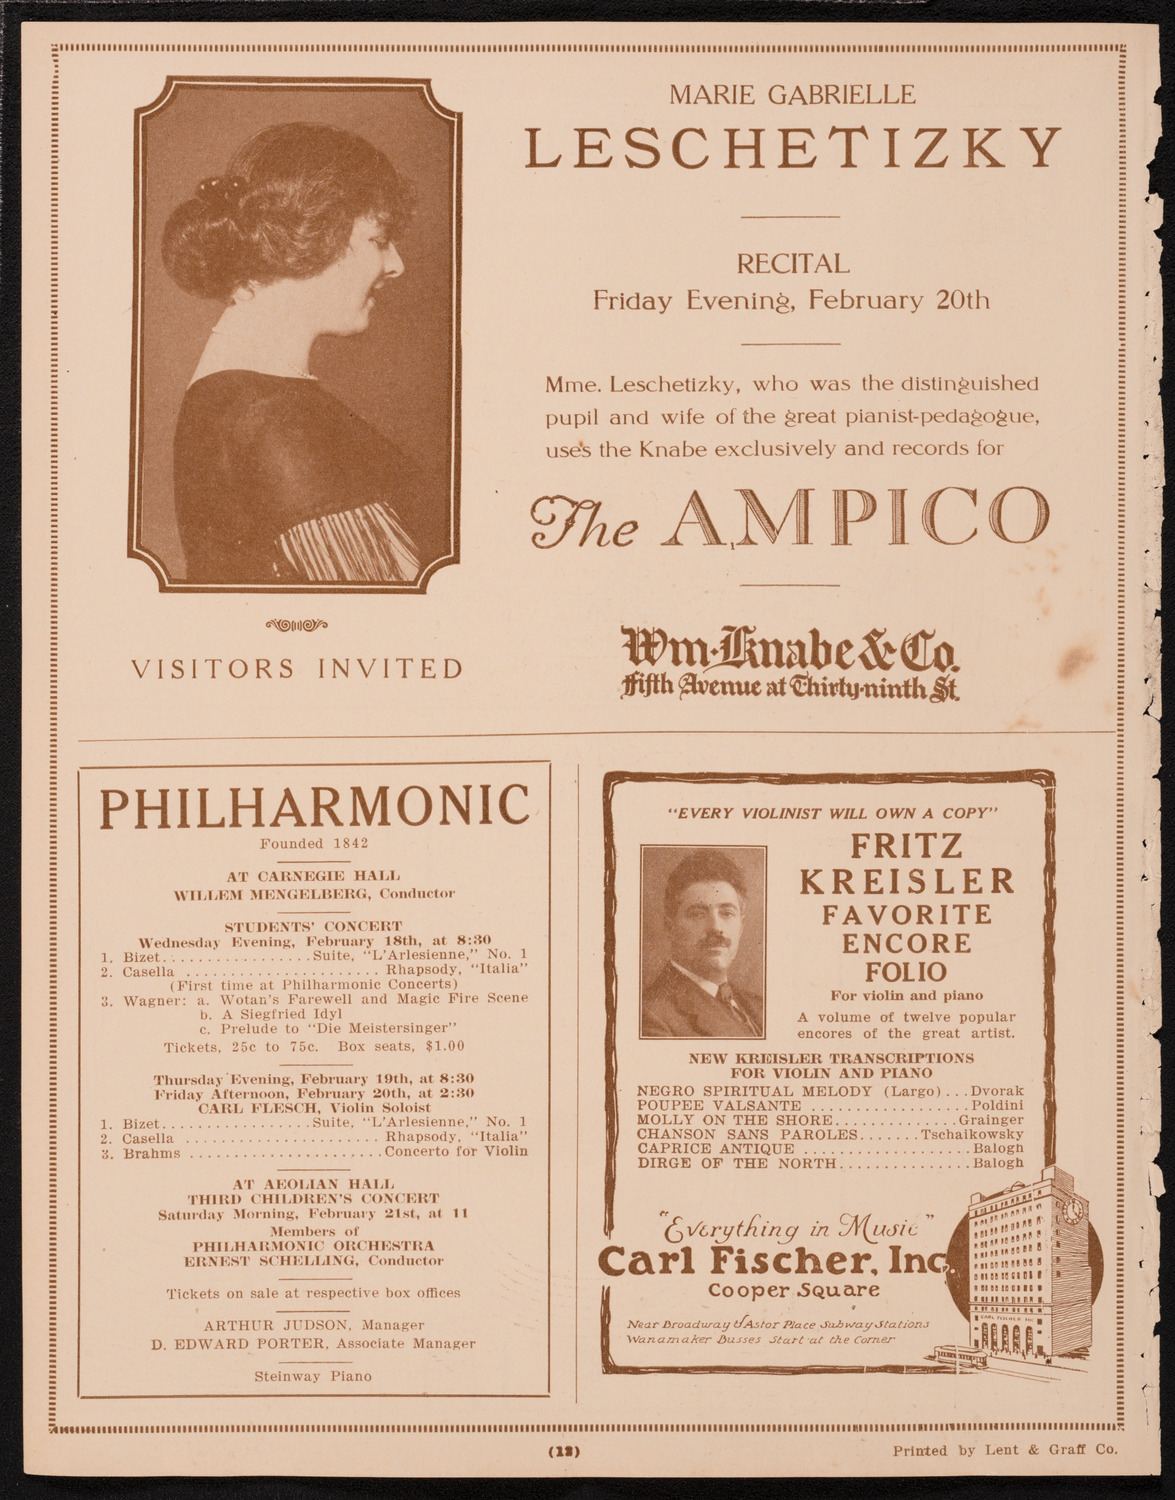 MARIE GABRIELLE
LESCHETIZKY
RECITAL
Friday Evening, February 20th
Mme. Leschetizky, who was the distinguished
pupil and wife of the great pianist-pedagogue,
uses the Knabe exclusively and records for
The AMPICO
VISITORS INVITED
Wm. Knabe & Co.
Fifth Avenue at Thirty-ninth St.
PHILHARMONIC
Founded 1842
AT CARNEGIE HALL
WILLEM MENGELBERG, Conductor
STUDENTS' CONCERT
Wednesday Evening, February 18th, at 8:30
1. Bizet................Suite, "L'Arlesienne," No. 1
2. Casella ..................... Rhapsody, "Italia"
(First time at Philharmonic Concerts)
3. Wagner: a. Wotan's Farewell and Magic Fire Scene
b. A Siegfried Idyl
c. Prelude to "Die Meistersinger"
Tickets, 25c to 75c. Box seats, $1.00
Thursday Evening, February 19th, at 8:30
Friday Afternoon, February 20th, at 2:30
CARL FLESCH, Violin Soloist
1. Bizet................Suite, "L'Arlesienne," No. 1
2. Casella ..................... Rhapsody, "Italia"
3. Brahms .....................Concerto for Violin
AT AEOLIAN HALL
THIRD CHILDREN'S CONCERT
Saturday Morning, February 21st, at 11
Members of
PHILHARMONIC ORCHESTRA
ERNEST SCHELLING, Conductor
Tickets on sale at respective box offices
ARTHUR JUDSON, Manager
D. EDWARD PORTER, Associate Manager
Steinway Piano
"EVERY VIOLINIST WILL OWN A COPY"
FRITZ
KREISLER
FAVORITE
ENCORE
FOLIO
For violin and piano
A volume of twelve popular
encores of the great artist.
NEW KREISLER TRANSCRIPTIONS
FOR VIOLIN AND PIANO
NEGRO SPIRITUAL MELODY (Largo)...Dvorak
POUPEE VALSANTE .................Poldini
MOLLY ON THE SHORE.............Grainger
CHANSON SANS PAROLES.......Tschaikowsky
CAPRICE ANTIQUE ..................Balogh
DIRGE OF THE NORTH..............Balogh
"Everything in Music"
Carl Fischer, Inc.
Cooper Square
Near Broadway & Astor Place Subway Stations
Wanamaker Busses Start at the Corner
CARL FISCHER INC
(12)
Printed by Lent & Graff Co.